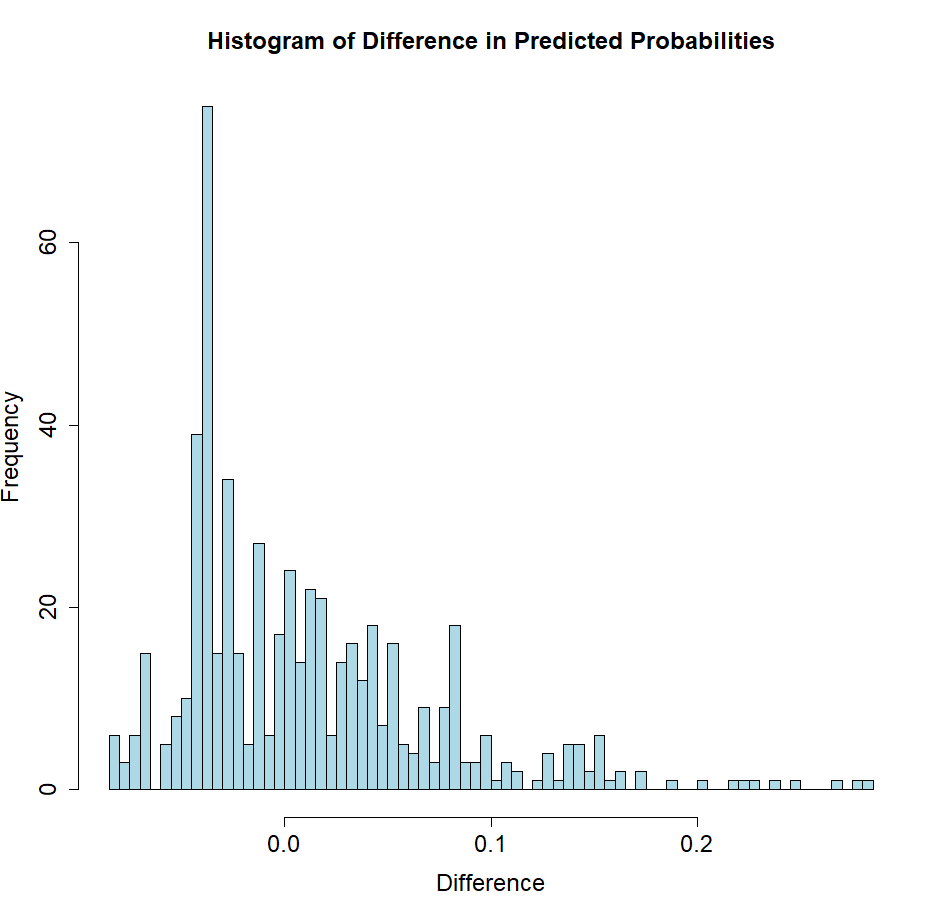 Histogram of Difference in Predicted Probabilities
Frequency
60
40
20
0
0.0 0.1 0.2
Difference